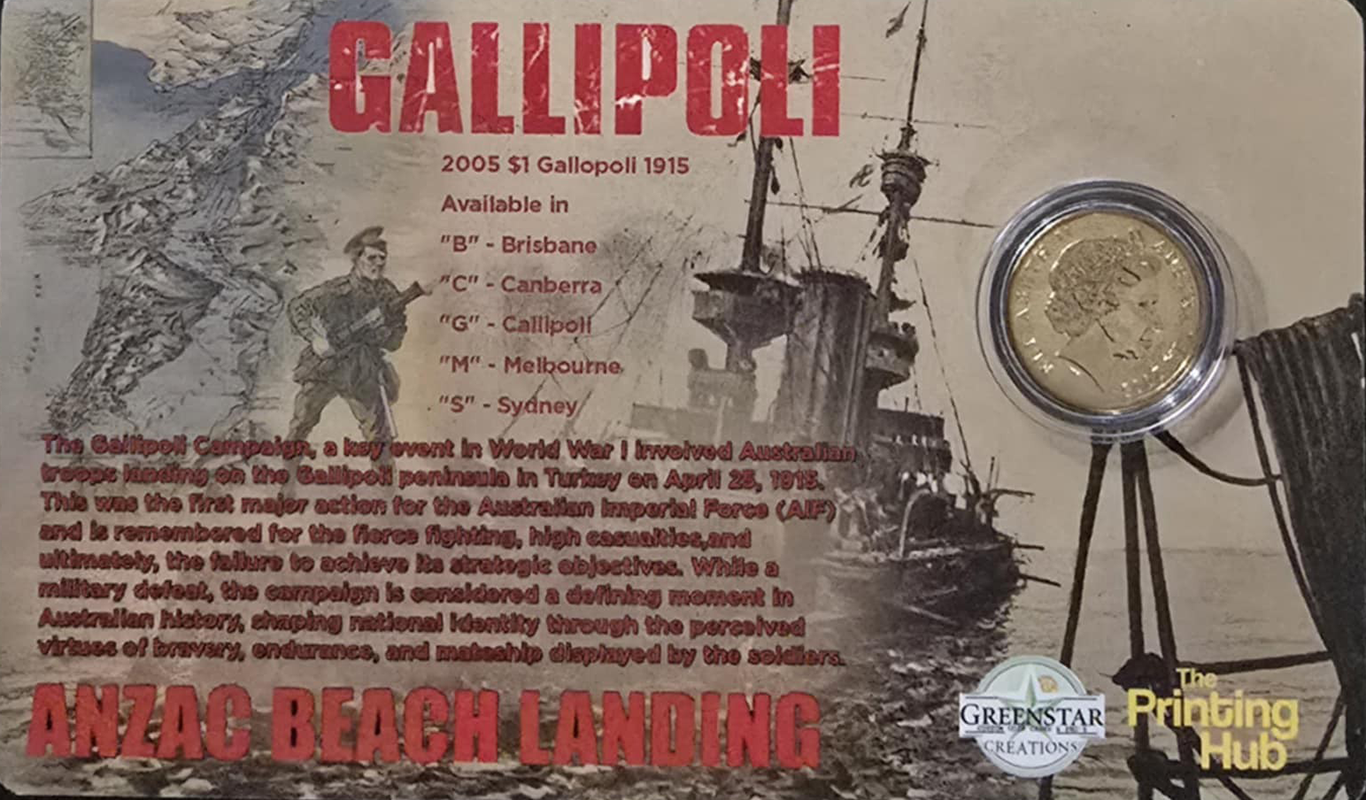 GALLIPOLI
2005 $1 Gallopoli 1915
Available in
"B" - Brisbane
"C" - Canberra
"G" - Callipoli
"M" - Melbourne
"S" - Sydney
The Gallipoli Campaign, a key event in World War I involved Australian
troops landing on the Gallipoli peninsula in Turkey on April 25, 1915.
This was the first major action for the Australian Imperial Force (AIF)
and is remembered for the fierce fighting, high casualties,and
ultimately, the failure to achieve its strategic objectives. While a
military defeat, the campaign is considered a defining moment in
Australian history, shaping national identity through the perceived
virtues of bravery, endurance, and mateship displayed by the soldiers.
ANZAC BEACH LANDING
GREENSTAR
CREATIONS
The
Printing
Hub